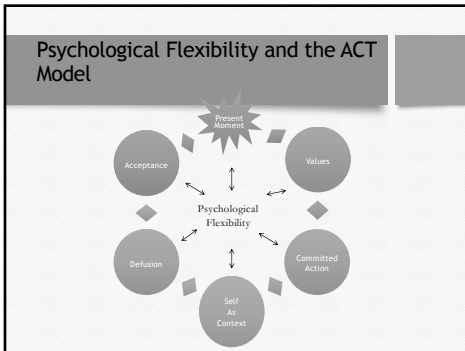 Psychological Flexibility and the ACT
Model
Present
Moment
Acceptance
Values
Psychological
Flexibility
Defusion
Committed
Action
Self
As
Context